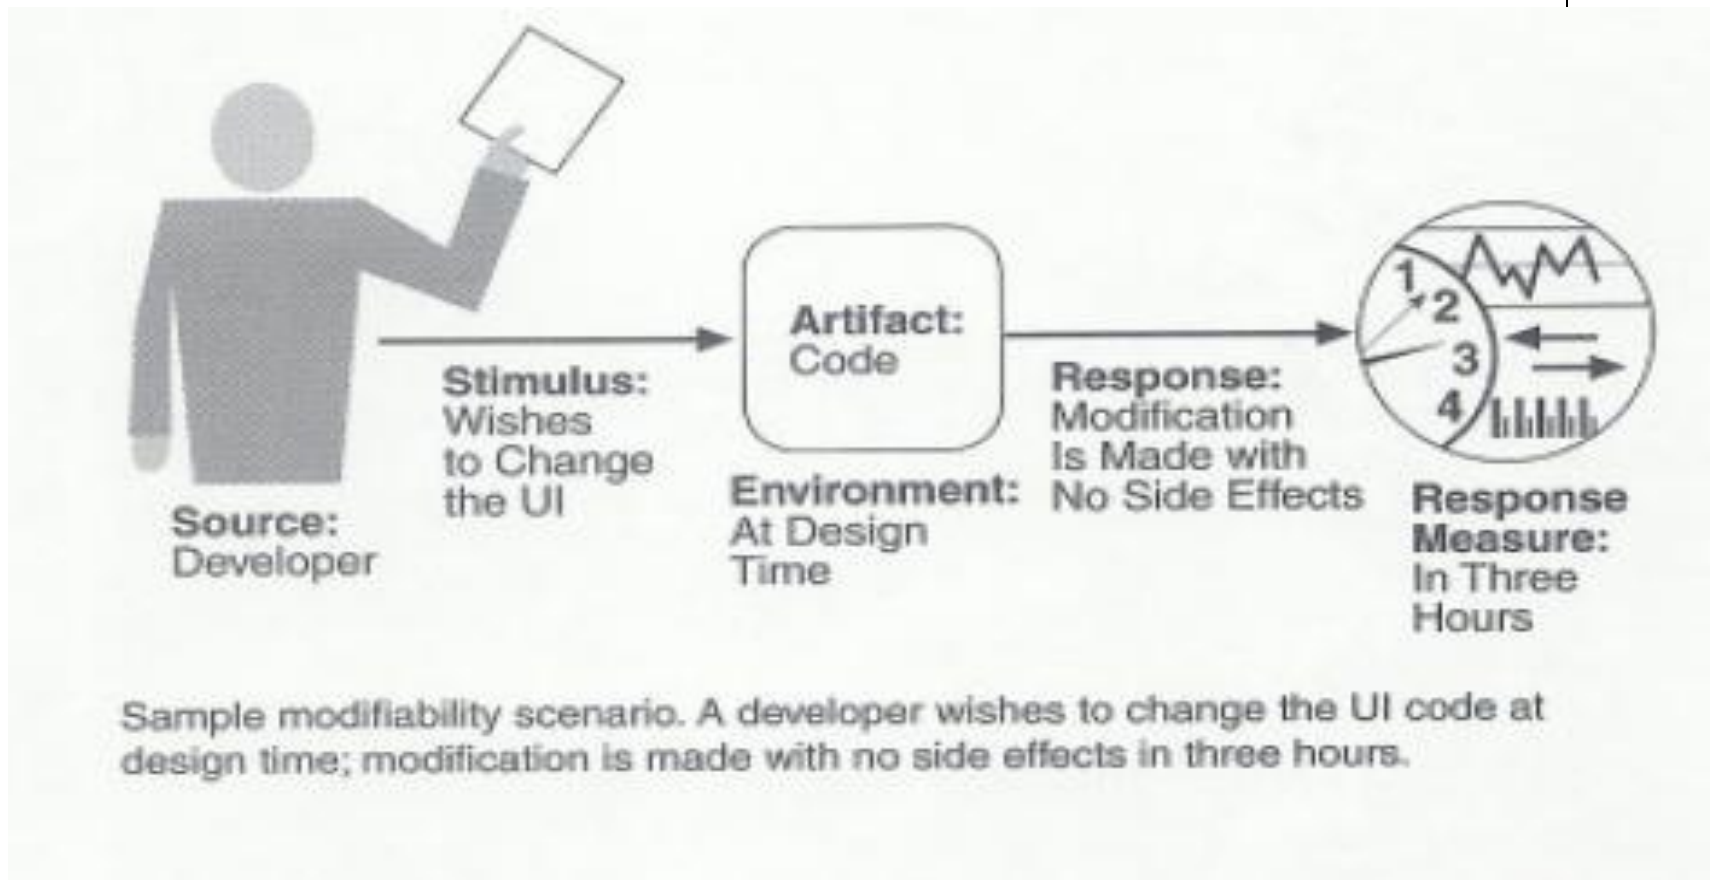 1
2
3
4
Artifact:
Code
Stimulus:
Wishes
to Change
the UI
Response:
Modification
Is Made with
No Side Effects
Source:
Developer
Environment:
At Design
Time
Response
Measure:
In Three
Hours
Sample modifiability scenario. A developer wishes to change the UI code at
design time; modification is made with no side effects in three hours.